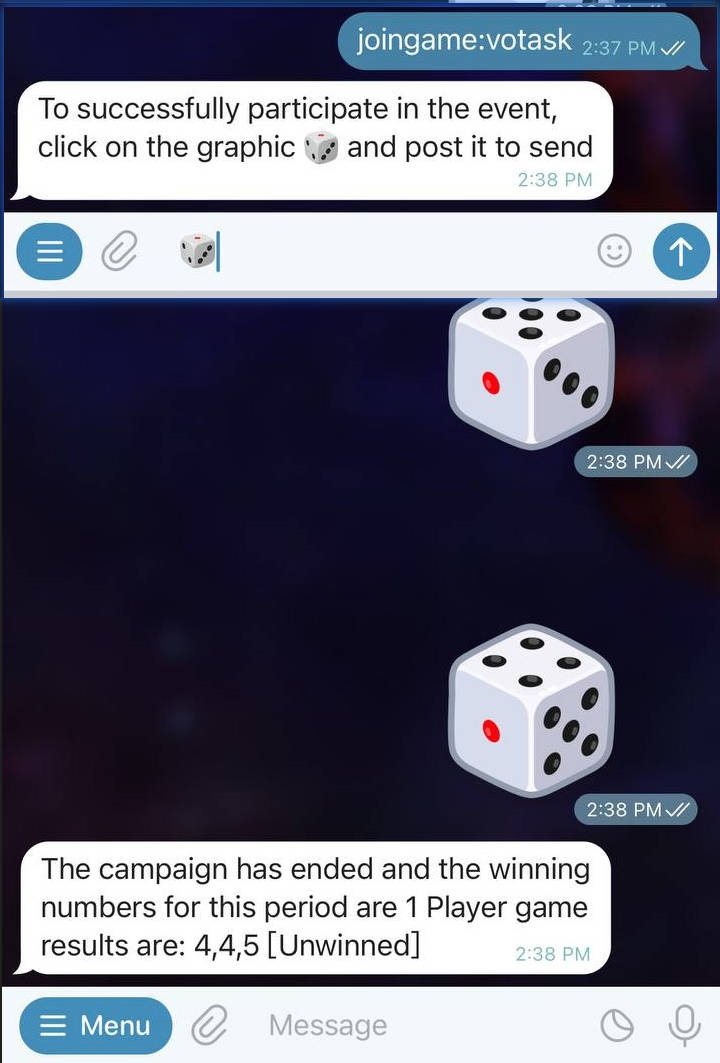 joingame:votask 2:37 PM
To successfully participate in the event,
click on the graphic 🎲 and post it to send
2:38 PM
🎲
2:38 PM
2:38 PM
The campaign has ended and the winning
numbers for this period are 1 Player game
results are: 4,4,5 [Unwinned]
2:38 PM
Menu Message